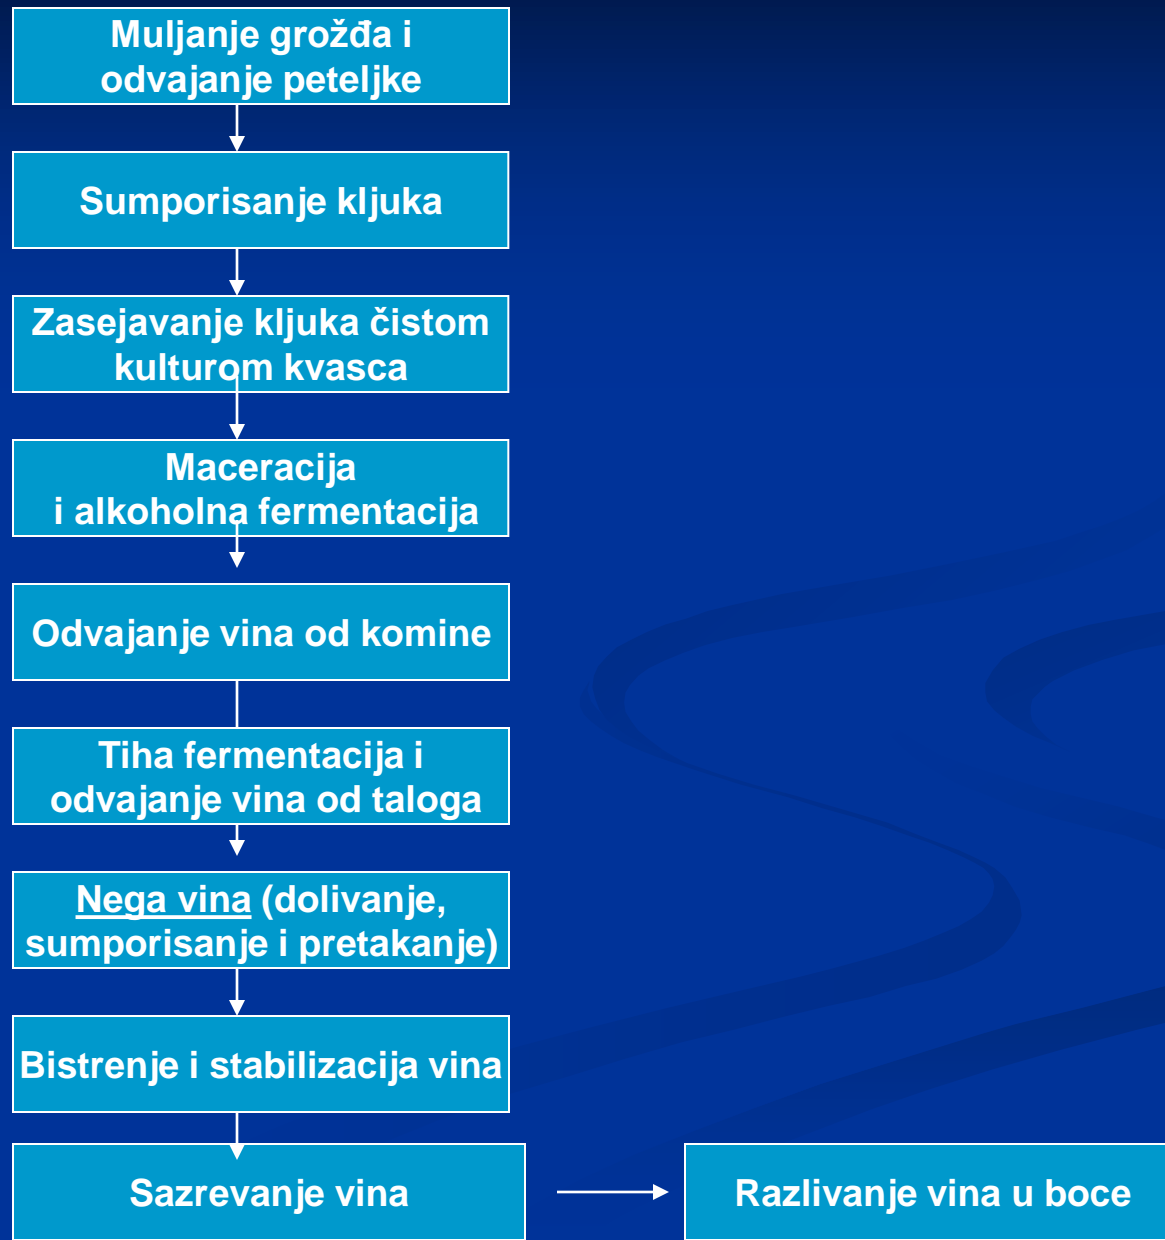 Muljanje grožđa i
odvajanje peteljke
Sumporisanje kljuka
Zasejavanje kljuka čistom
kulturom kvasca
Maceracija
i alkoholna fermentacija
Odvajanje vina od komine
Tiha fermentacija i
odvajanje vina od taloga
Nega vina (dolivanje,
sumporisanje i pretakanje)
Bistrenje i stabilizacija vina
Sazrevanje vina
Razlivanje vina u boce